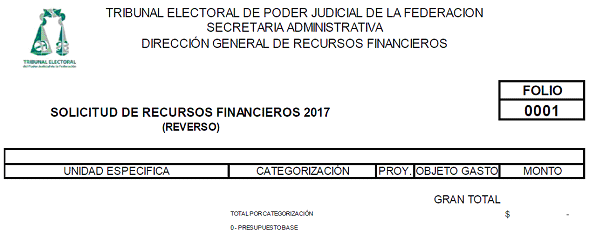 TRIBUNAL ELECTORAL DE PODER JUDICIAL DE LA FEDERACION
SECRETARIA ADMINISTRATIVA
DIRECCIÓN GENERAL DE RECURSOS FINANCIEROS
TRIBUNAL ELECTORAL
del Poder Judicial de la Federación
FOLIO
0001
SOLICITUD DE RECURSOS FINANCIEROS 2017
(REVERSO)
UNIDAD ESPECIFICA CATEGORIZACIÓN PROY. OBJETO GASTO MONTO
GRAN TOTAL
TOTAL POR CATEGORIZACIÓN $ -
D - PRESUPUESTO BASE